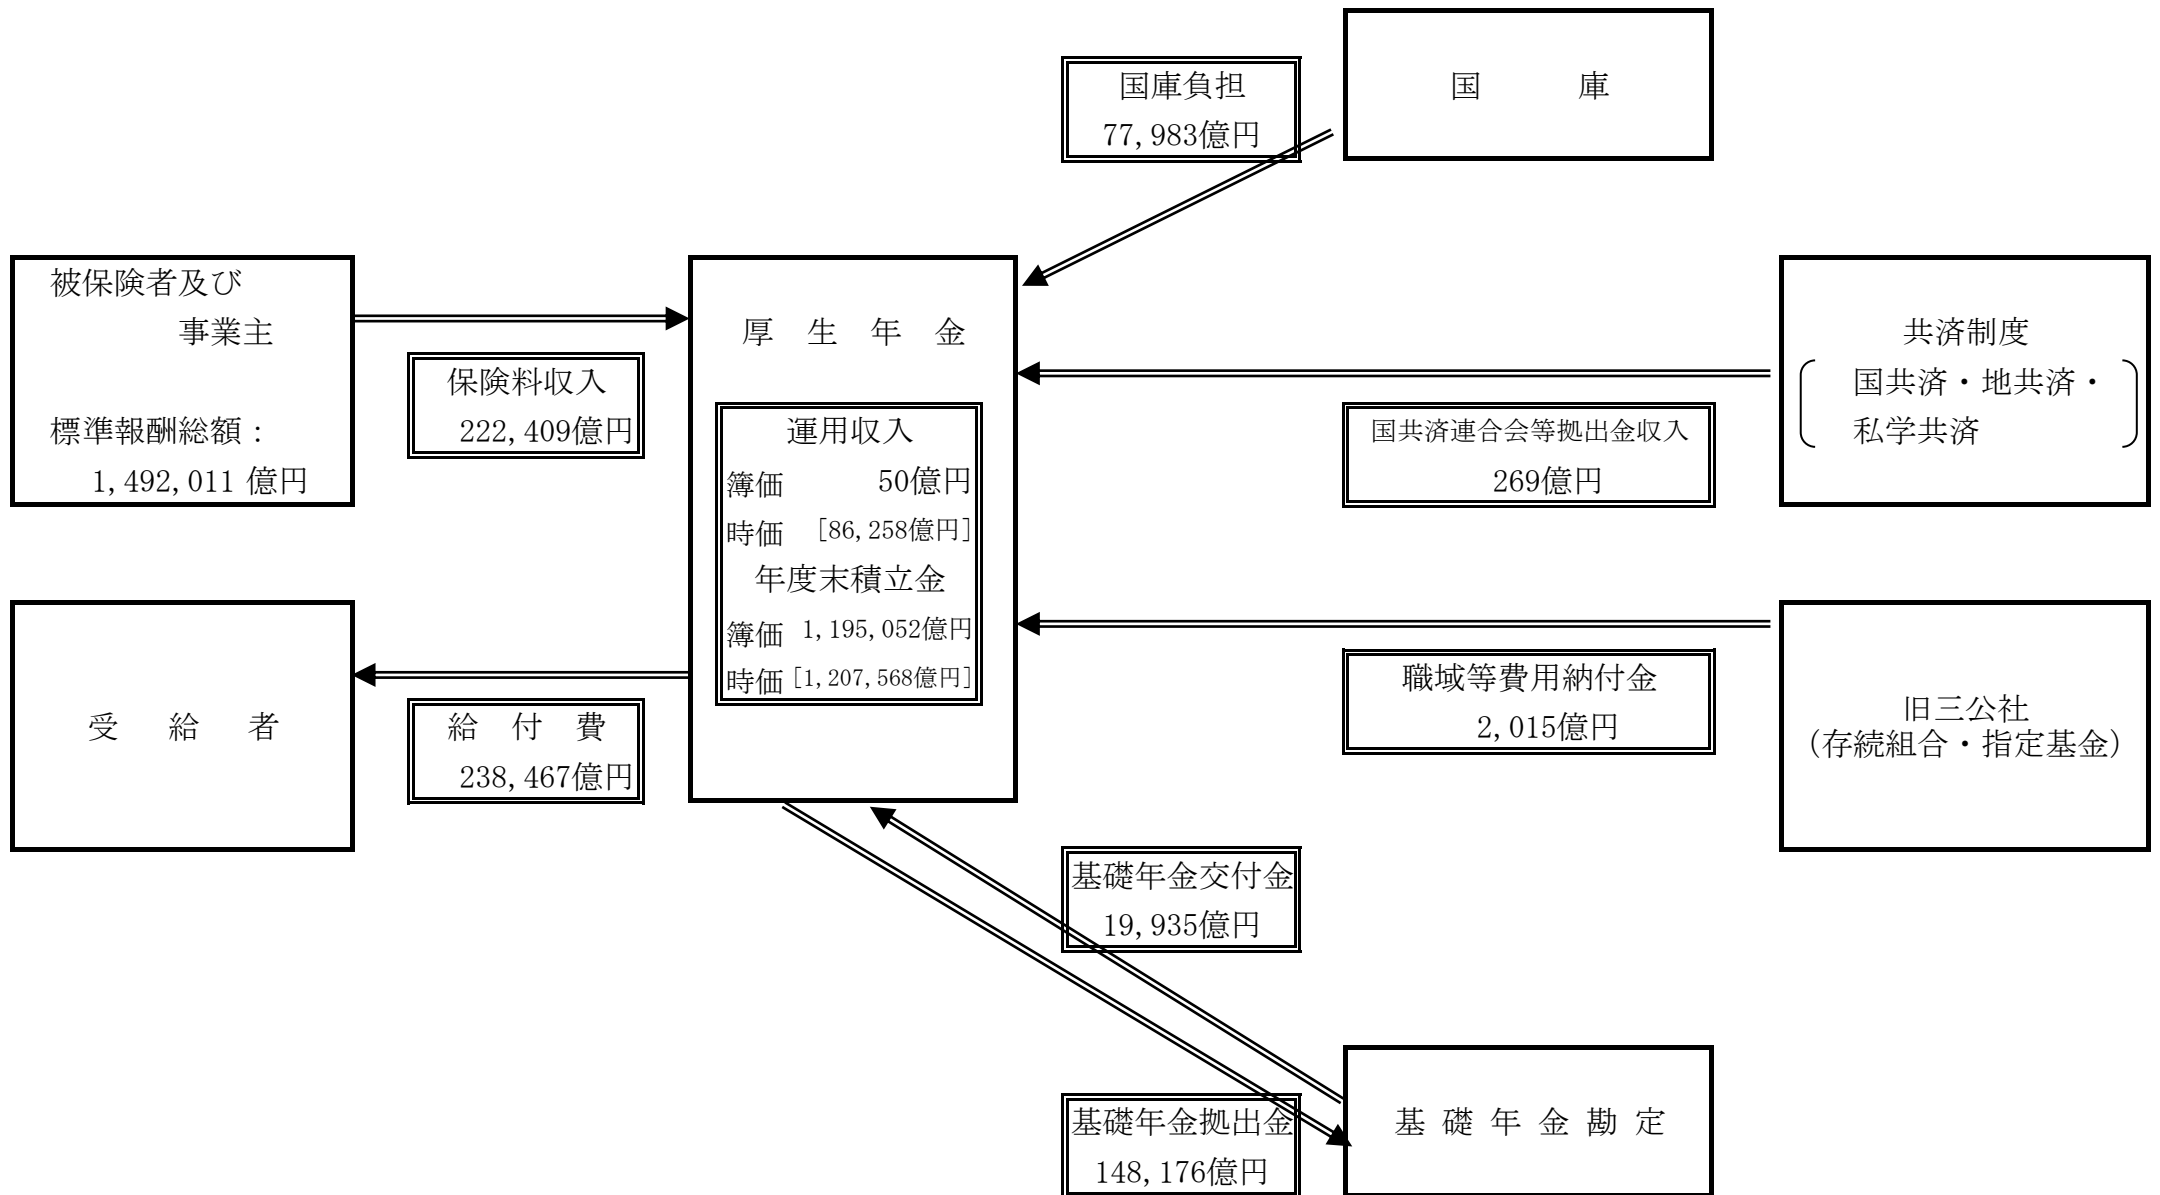 国庫負担
77,983億円
国　　　庫
被保険者及び
事業主
標準報酬総額：
1,492,011 億円
保険料収入
222,409億円
厚　生　年　金
運用収入
簿価　50億円
時価　[86,258億円]
年度末積立金
簿価　1,195,052億円
時価 [1,207,568億円]
共済制度
国共済・地共済・
私学共済
国共済連合会等拠出金収入
269億円
受　給　者
給　付　費
238,467億円
職域等費用納付金
2,015億円
旧三公社
(存続組合・指定基金)
基礎年金交付金
19,935億円
基礎年金拠出金
148,176億円
基 礎 年 金 勘 定